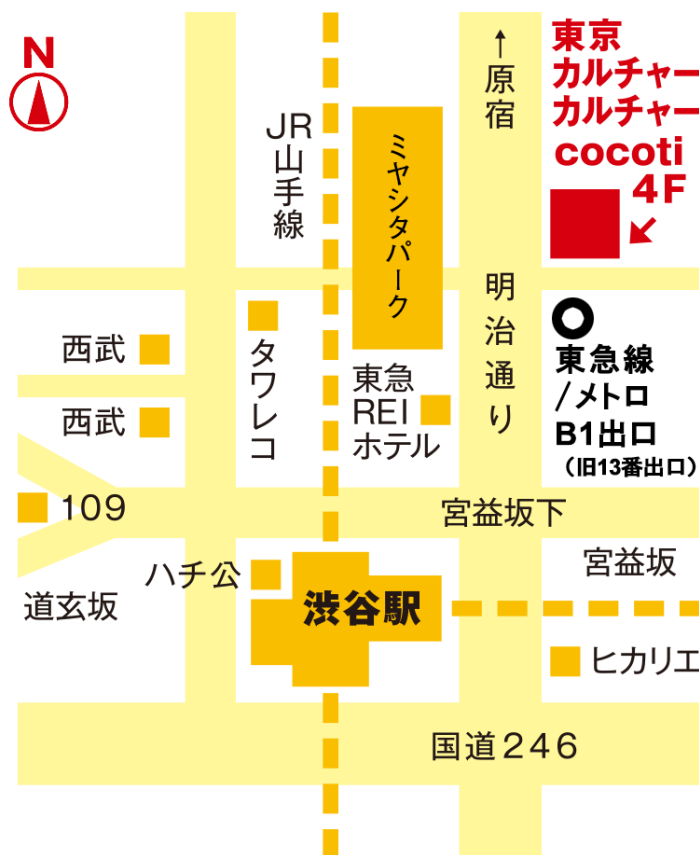 N
↑原宿
東京
カルチャー
カルチャー
cocoti
4F
JR
山手線
ミヤシタパーク
明治通り
西武
西武
タワレコ
東急
REI
ホテル
東急線
/メトロ
B1出口
（旧13番出口）
109
宮益坂下
宮益坂
道玄坂
ハチ公
渋谷駅
ヒカリエ
国道246